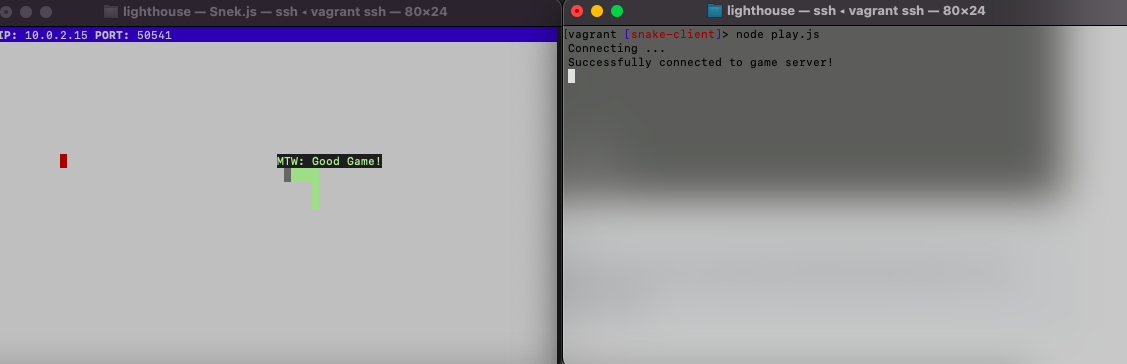 lighthouse — Snek.js — ssh ◂ vagrant ssh — 80×24
IP: 10.0.2.15 PORT: 50541
MTW: Good Game!
lighthouse — ssh ◂ vagrant ssh — 80×24
[vagrant [snake-client]> node play.js
Connecting ...
Successfully connected to game server!